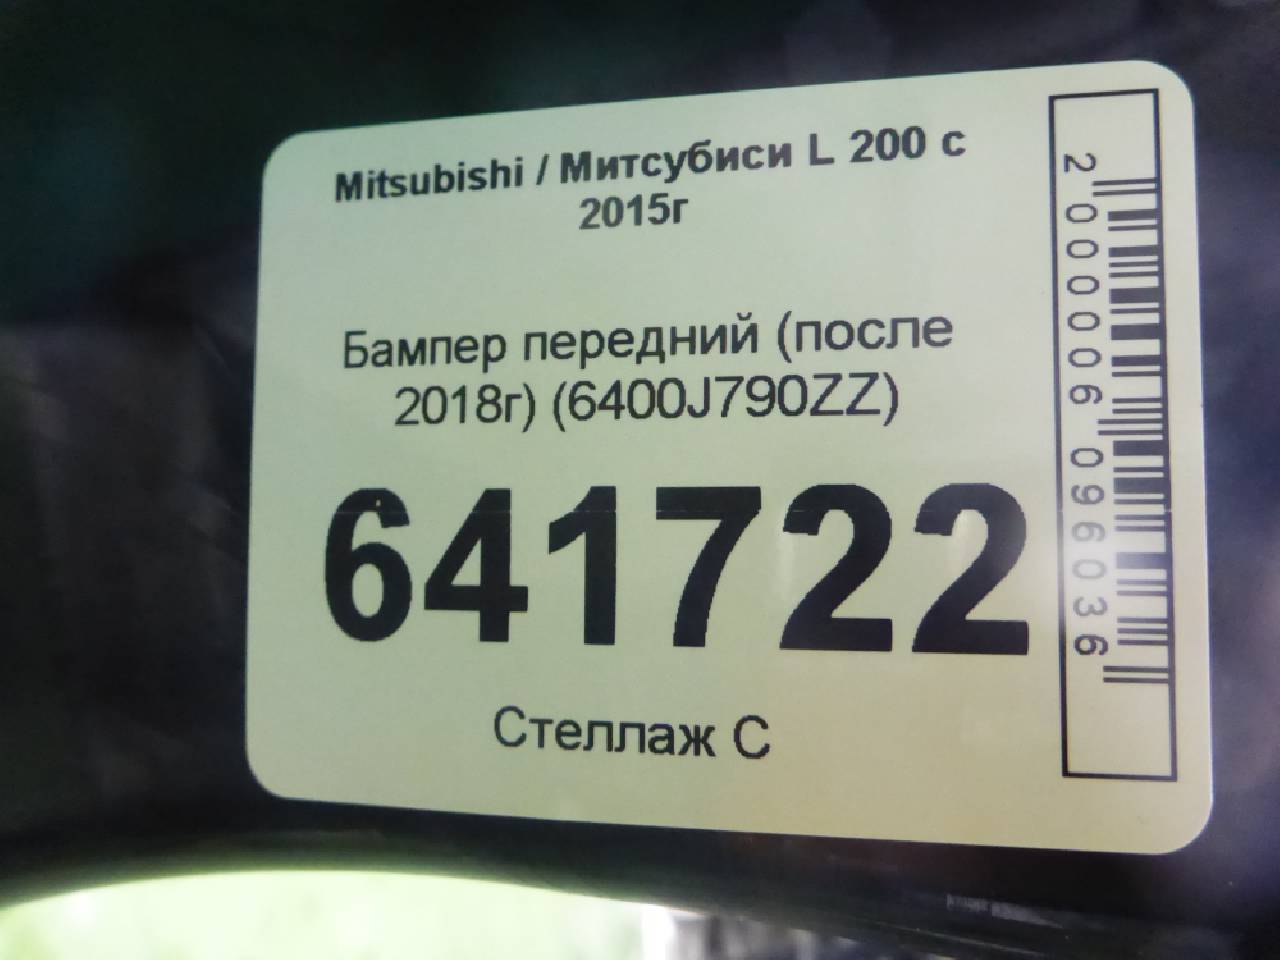 Mitsubishi / Митсубиси L 200 с
2015г
Бампер передний (после
2018г) (6400J790ZZ)
641722
Стеллаж С
2000006096036